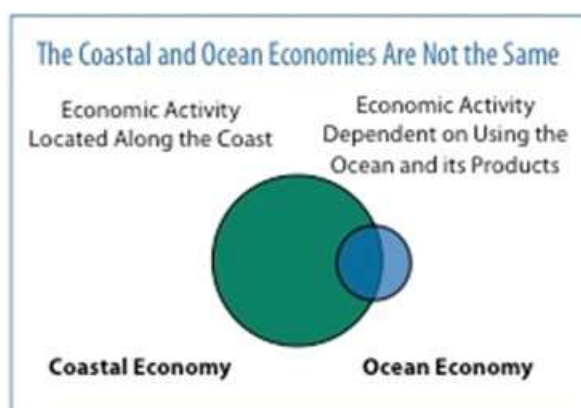 The Coastal and Ocean Economies Are Not the Same
Economic Activity
Located Along the Coast
Economic Activity
Dependent on Using the
Ocean and its Products
Coastal Economy
Ocean Economy